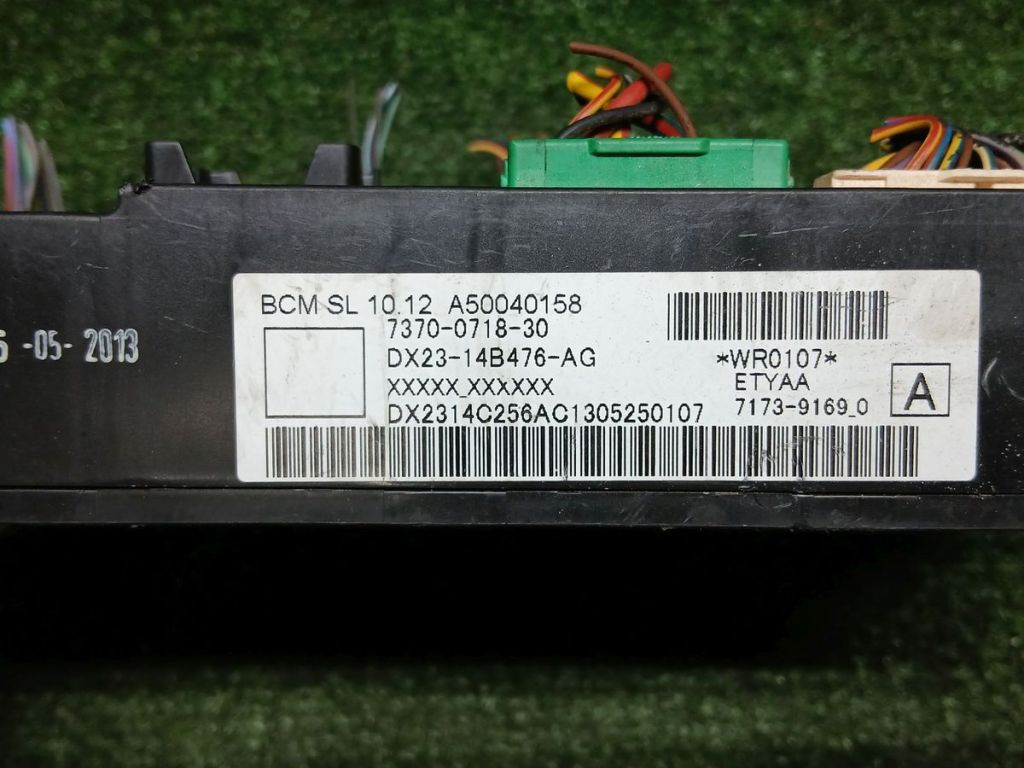 BCM SL 10.12 A50040158
7370-0718-30
DX23-14B476-AG
XXXXX_XXXXXX
DX2314C256AC1305250107
*WR0107*
ETYAA
7173-9169_0
A
-05- 2013